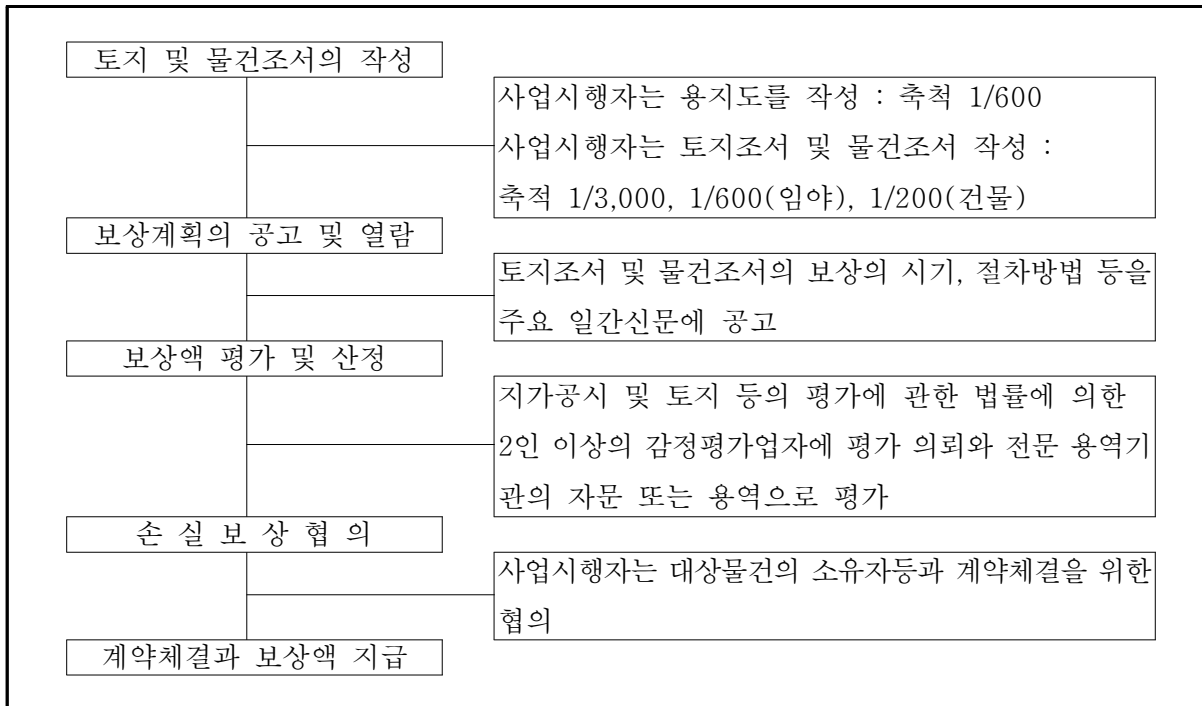 토지 및 물건조서의 작성
사업시행자는 용지도를 작성 : 축척 1/600
사업시행자는 토지조서 및 물건조서 작성 :
축적 1/3,000, 1/600(임야), 1/200(건물)
보상계획의 공고 및 열람
토지조서 및 물건조서의 보상의 시기, 절차방법 등을
주요 일간신문에 공고
보상액 평가 및 산정
지가공시 및 토지 등의 평가에 관한 법률에 의한
2인 이상의 감정평가업자에 평가 의뢰와 전문 용역기
관의 자문 또는 용역으로 평가
손 실 보 상 협 의
사업시행자는 대상물건의 소유자등과 계약체결을 위한
협의
계약체결과 보상액 지급